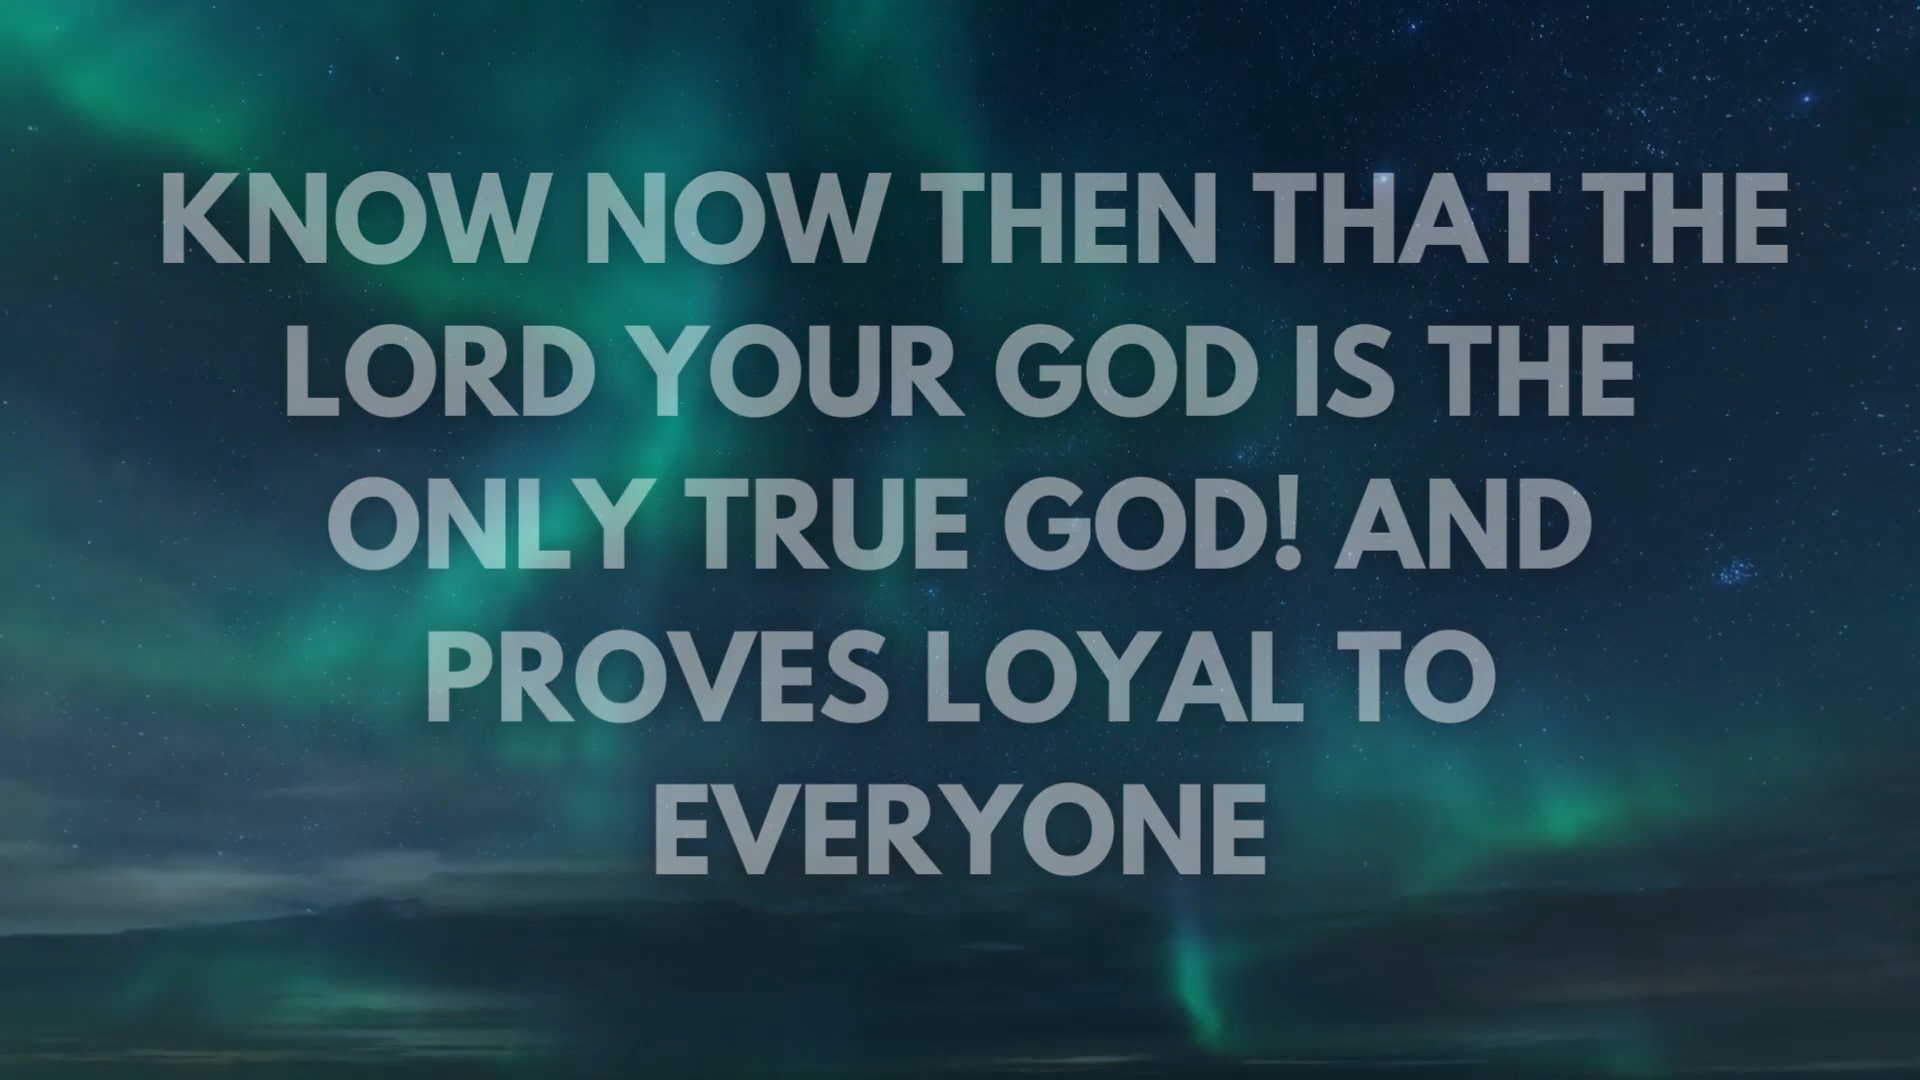 KNOW NOW THEN THAT THE
LORD YOUR GOD IS THE
ONLY TRUE GOD! AND
PROVES LOYAL TO
EVERYONE